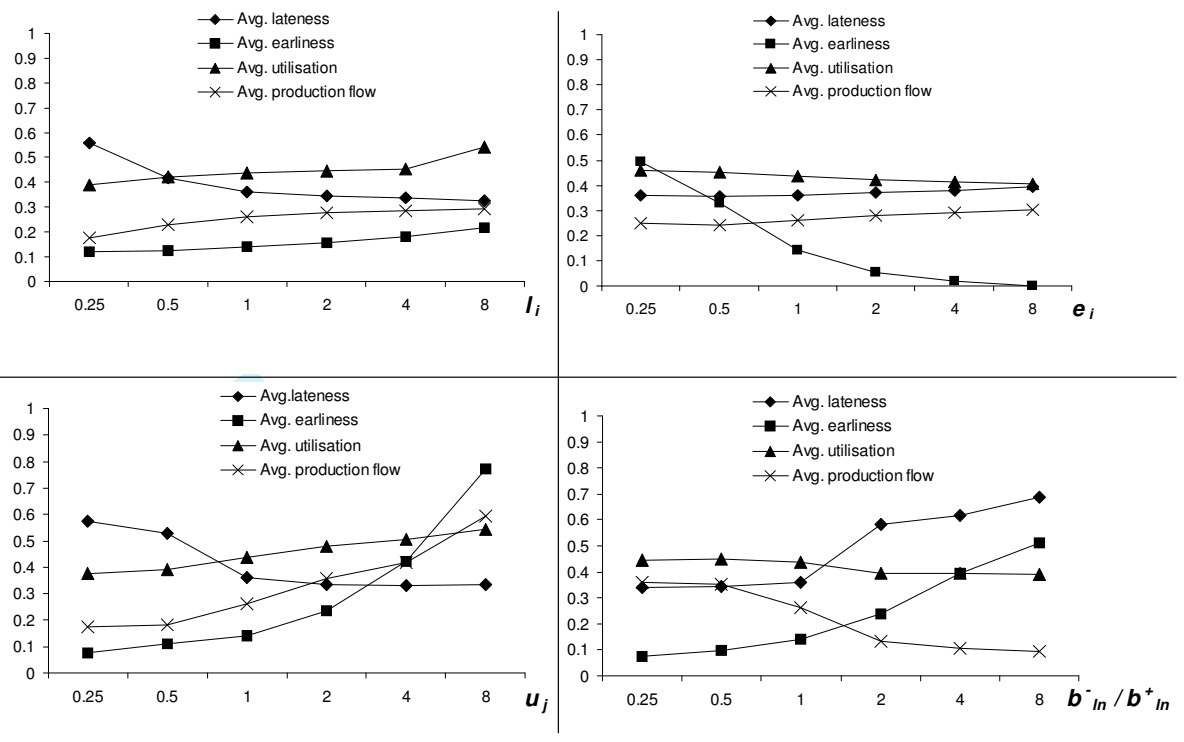 Avg. lateness
Avg. earliness
Avg. utilisation
Avg. production flow
1
0.9
0.8
0.7
0.6
0.5
0.4
0.3
0.2
0.1
0
0.25 0.5 1 2 4 8
l i
Avg. lateness
Avg. earliness
Avg. utilisation
Avg. production flow
1
0.9
0.8
0.7
0.6
0.5
0.4
0.3
0.2
0.1
0
0.25 0.5 1 2 4 8
e i
Avg.lateness
Avg. earliness
Avg. utilisation
Avg. production flow
1
0.9
0.8
0.7
0.6
0.5
0.4
0.3
0.2
0.1
0
0.25 0.5 1 2 4 8
u j
Avg. lateness
Avg. earliness
Avg. utilisation
Avg. production flow
1
0.9
0.8
0.7
0.6
0.5
0.4
0.3
0.2
0.1
0
0.25 0.5 1 2 4 8
b - ln / b + ln